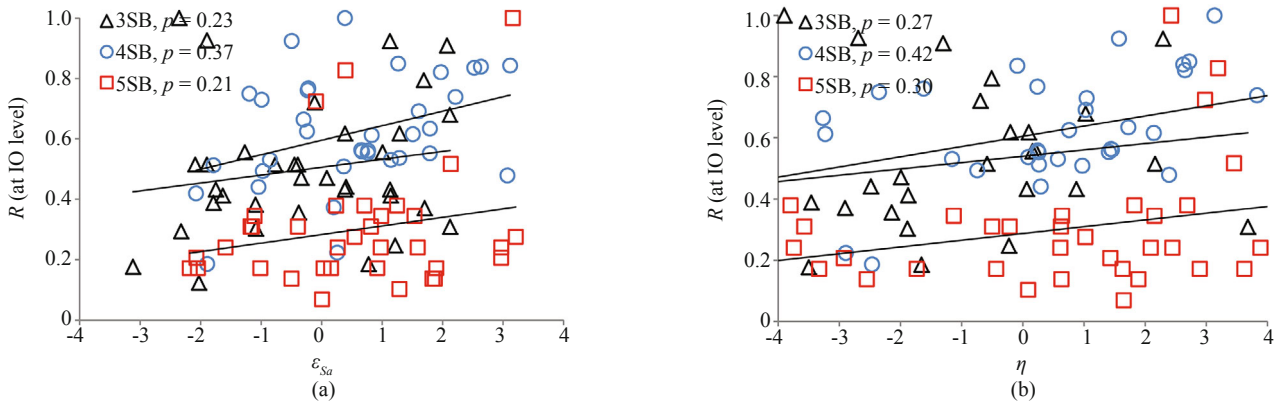 1.0
0.8
0.6
0.4
0.2
0
R (at IO level)
3SB, p = 0.23
4SB, p = 0.37
5SB, p = 0.21
-4 -3 -2 -1 0 1 2 3 4
εSa
(a)
1.0
0.8
0.6
0.4
0.2
0
R (at IO level)
3SB, p = 0.27
4SB, p = 0.42
5SB, p = 0.30
-4 -3 -2 -1 0 1 2 3 4
η
(b)